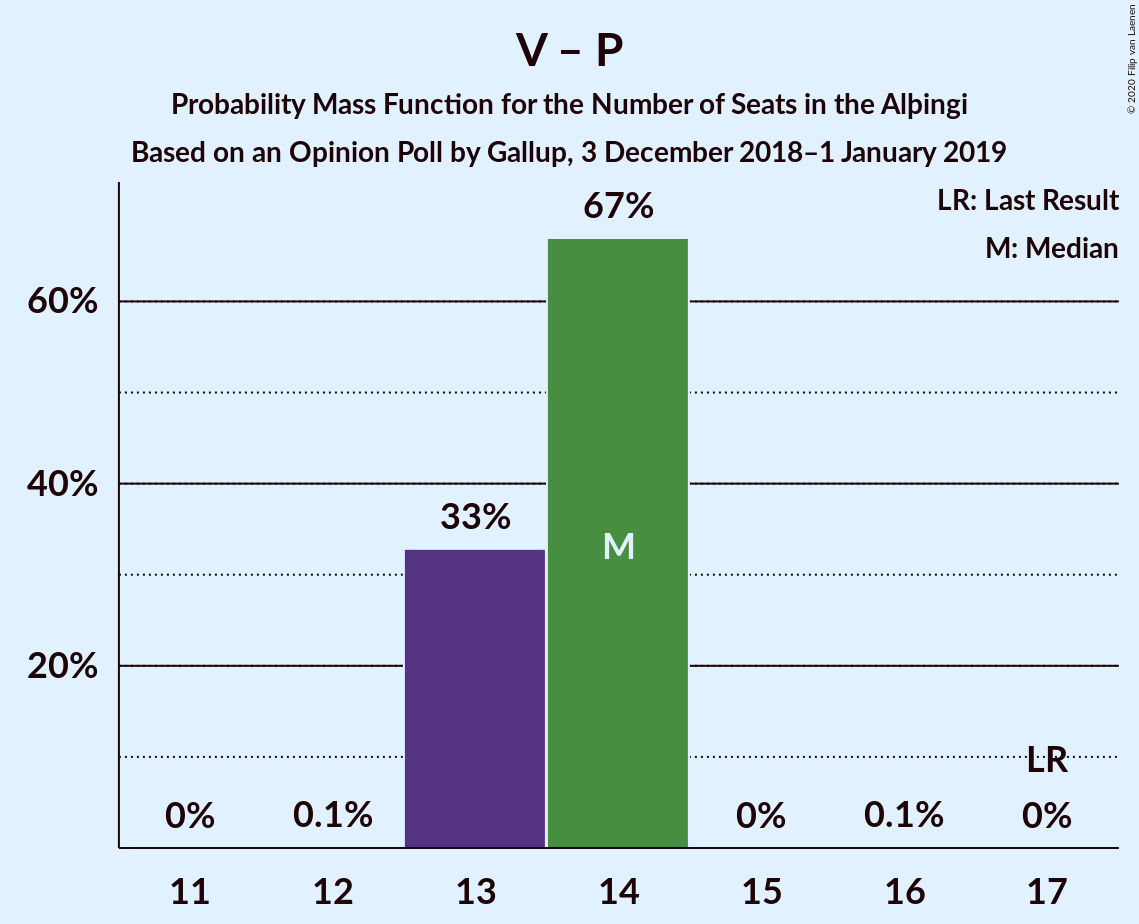 V – P
Probability Mass Function for the Number of Seats in the Alþingi
Based on an Opinion Poll by Gallup, 3 December 2018–1 January 2019
© 2020 Filip van Laenen
LR: Last Result
M: Median
60%
40%
20%
0%
0.1%
33%
67%
M
0%
0.1%
LR
0%
11 12 13 14 15 16 17